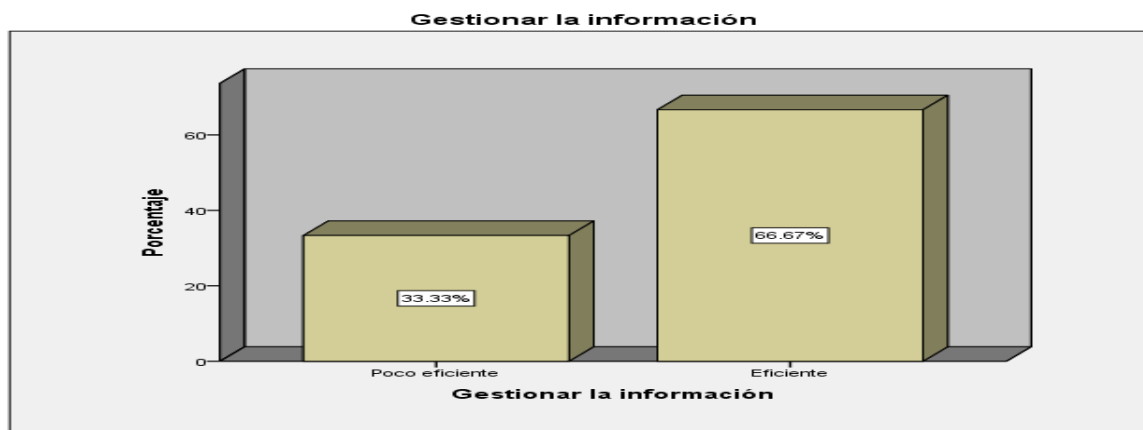 Gestionar la información
Porcentaje
60
40
20
0
66.67%
33.33%
Poco eficiente
Eficiente
Gestionar la información